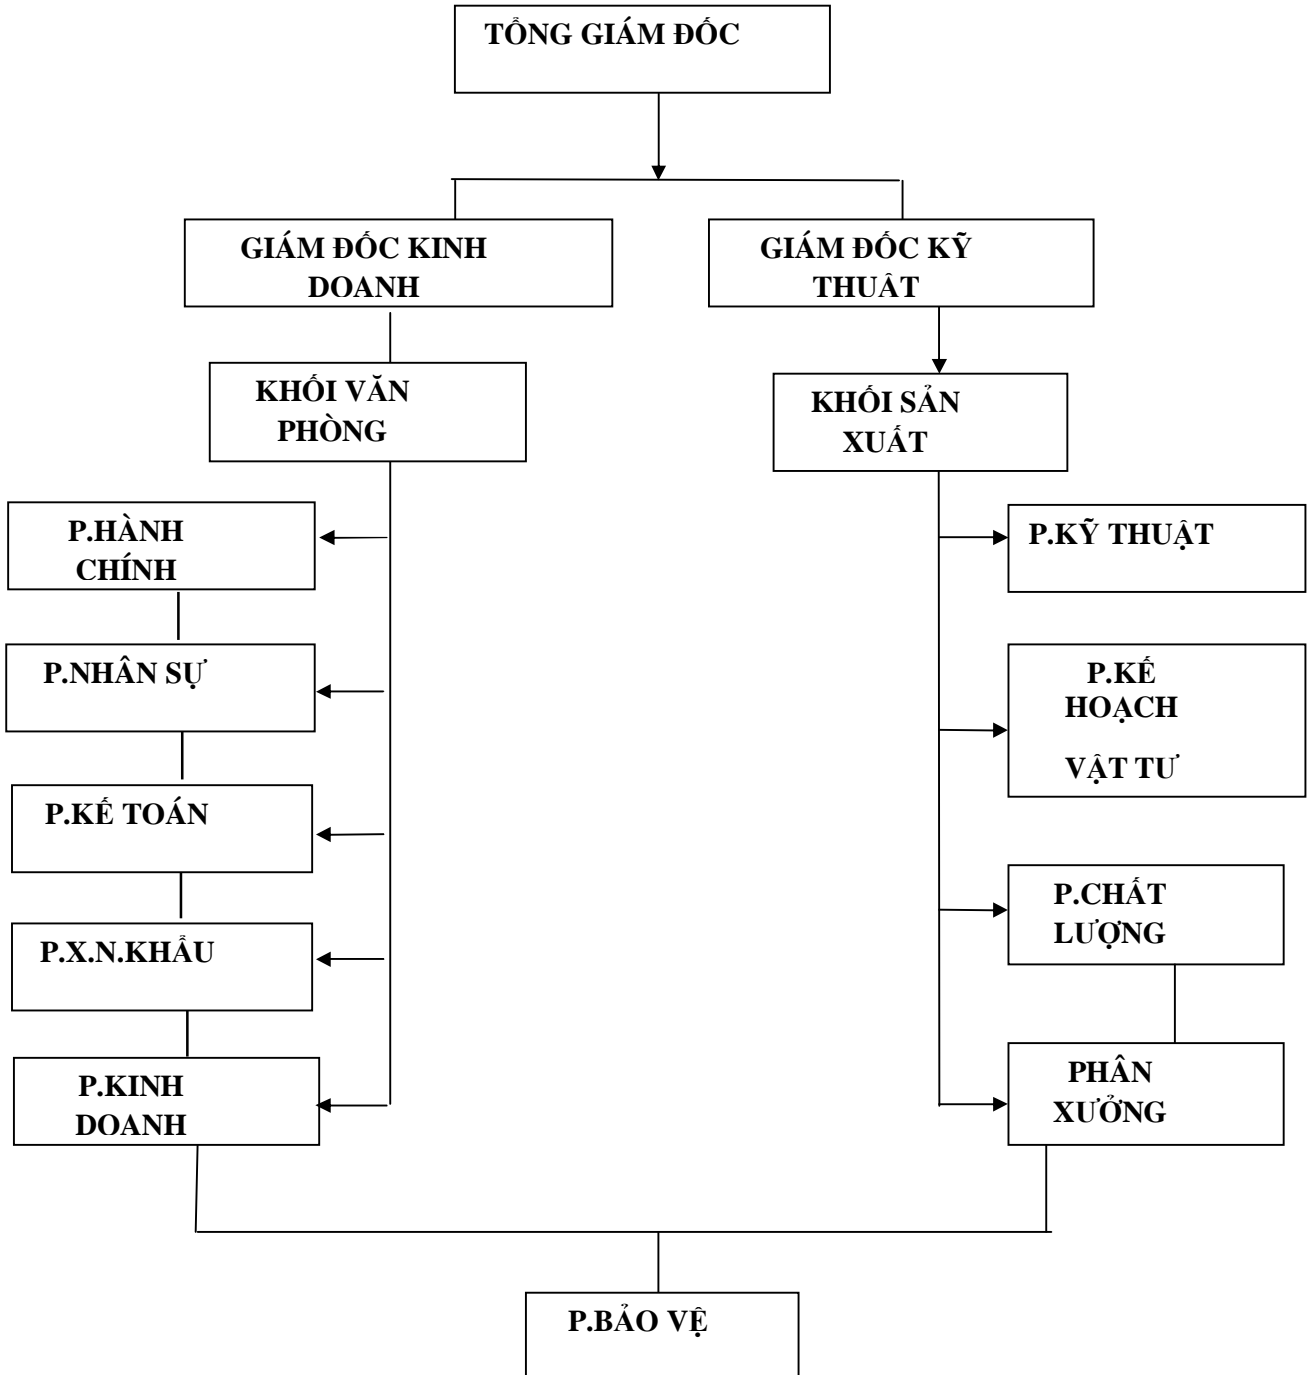 TỔNG GIÁM ĐỐC
GIÁM ĐỐC KINH
DOANH
GIÁM ĐỐC KỸ
THUÂT
KHỐI VĂN
PHÒNG
KHỐI SẢN
XUẤT
P.HÀNH
CHÍNH
P.NHÂN SỰ
P.KẾ TOÁN
P.X.N.KHẨU
P.KINH
DOANH
P.KỸ THUẬT
P.KẾ
HOẠCH
VẬT TƯ
P.CHẤT
LƯỢNG
PHÂN
XƯỞNG
P.BẢO VỆ